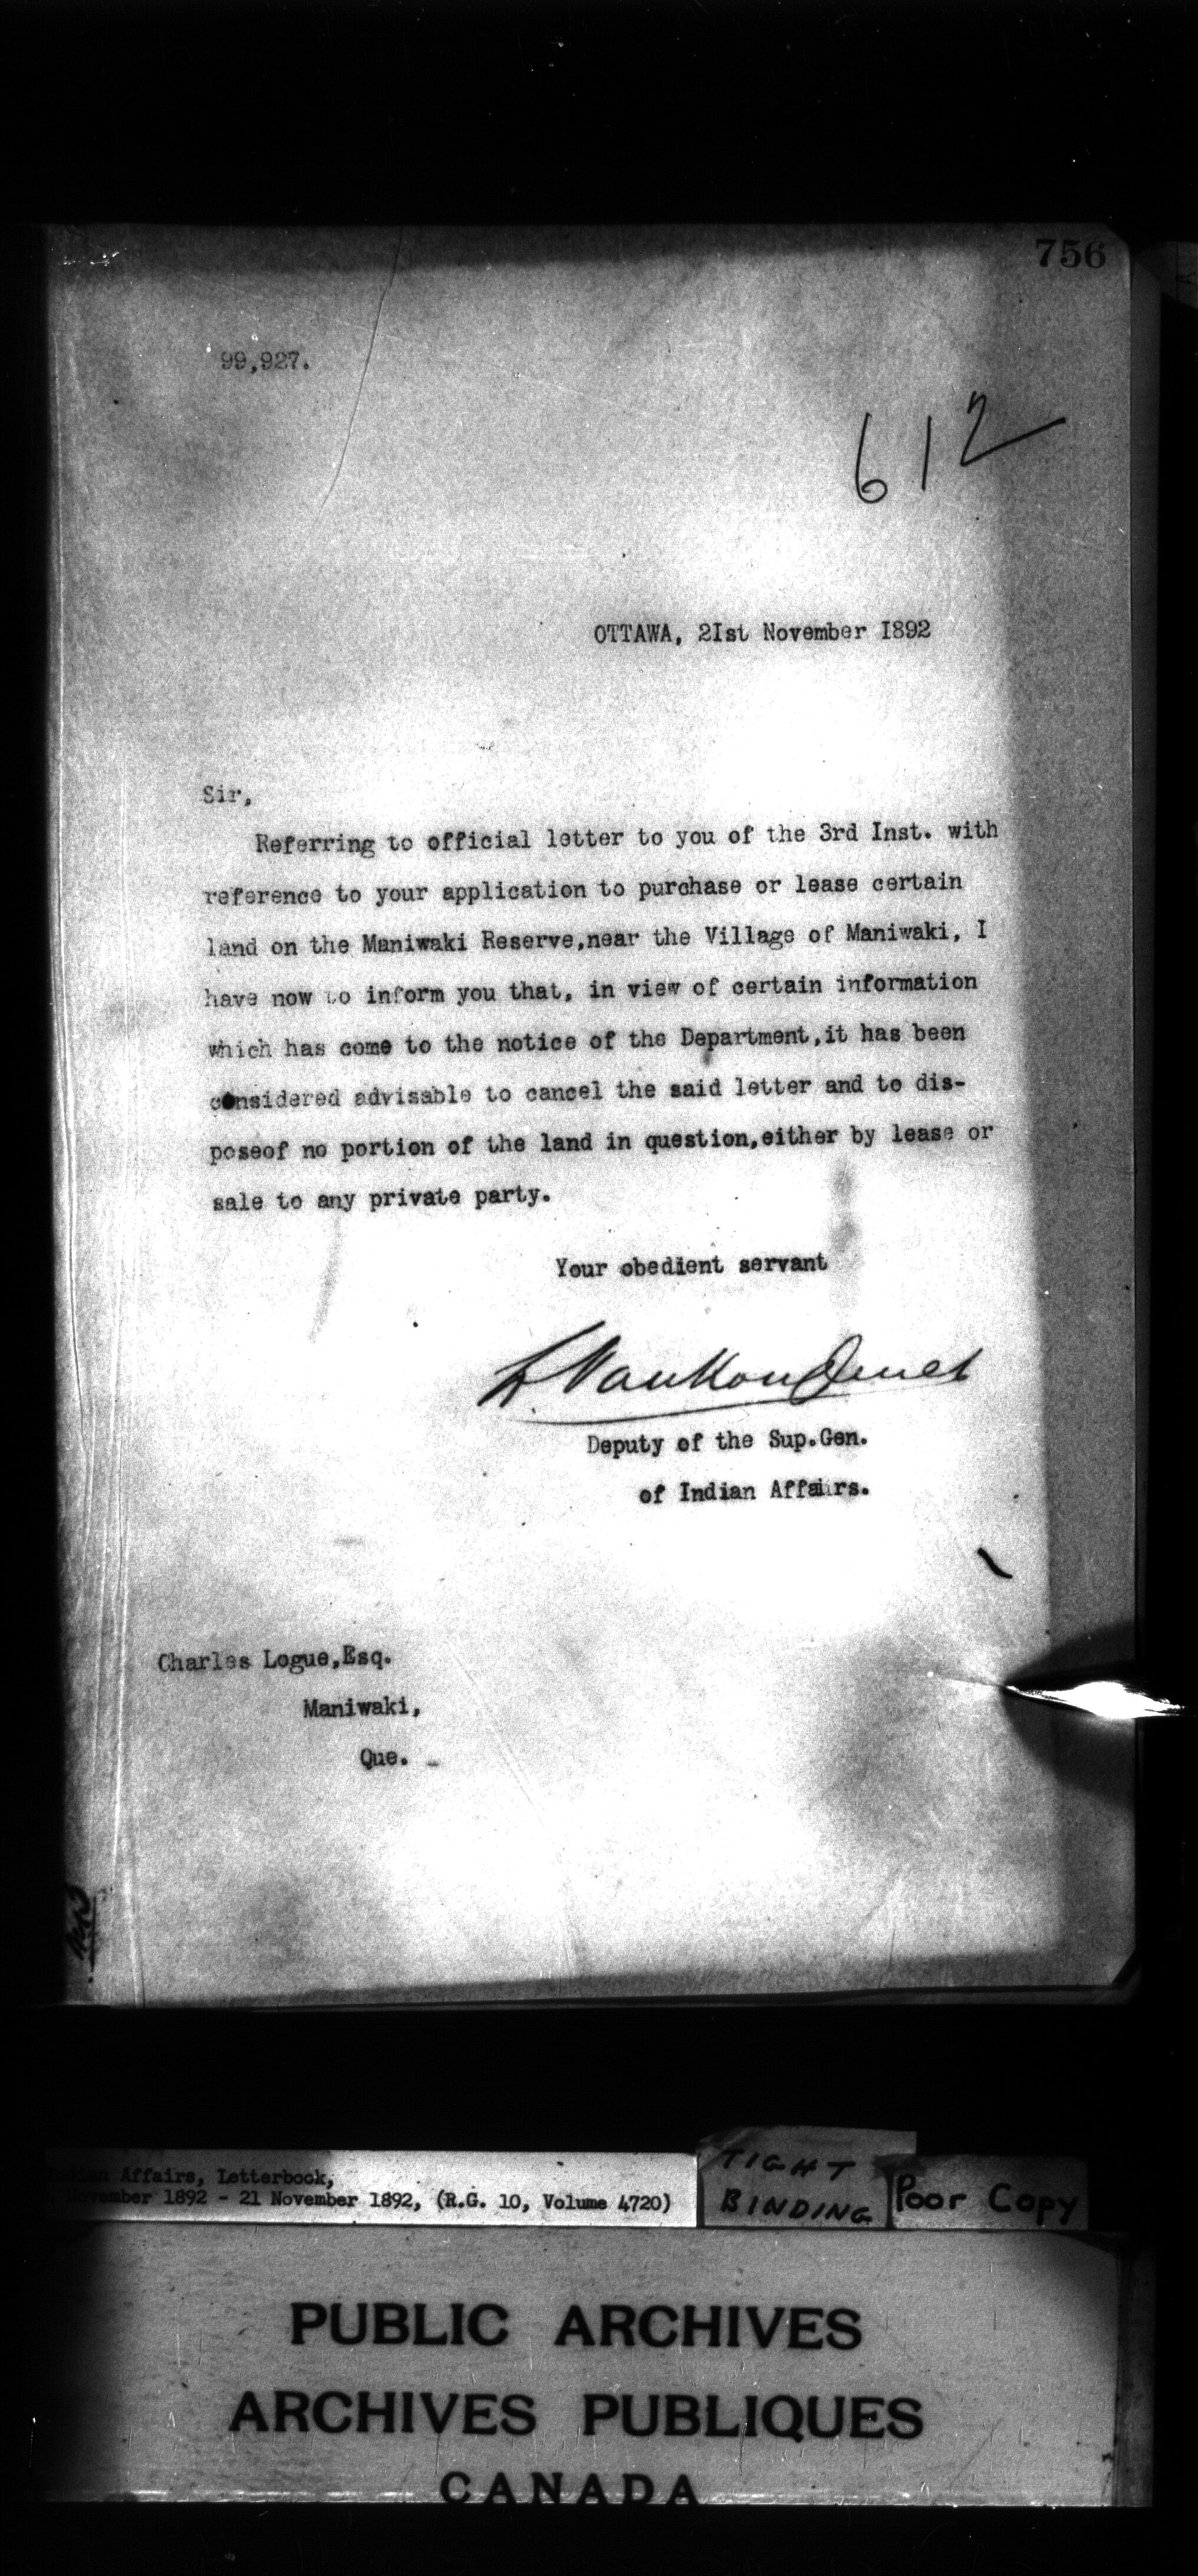 756
99,927.
612
OTTAWA, 2Ist November I892
Sir,
Referring to official letter to you of the 3rd Inst. with
reference to your application to purchase or lease certain
land on the Maniwaki Reserve,near the Village of Maniwaki, I
have now to inform you that, in view of certain information
which has come to the notice of the Department,it has been
considered advisable to cancel the said letter and to dis-
poseof no portion of the land in question,either by lease or
sale to any private party.
Your obedient servant
L. VanKoughnet
Deputy of the Sup.Gen.
of Indian Affairs.
Charles Logue,Esq.
Maniwaki,
Que.
Indian Affairs, Letterbook,
November 1892 - 21 November 1892, (R.G. 10, Volume 4720)
TIGHT
BINDING
Poor Copy
PUBLIC ARCHIVES
ARCHIVES PUBLIQUES
CANADA